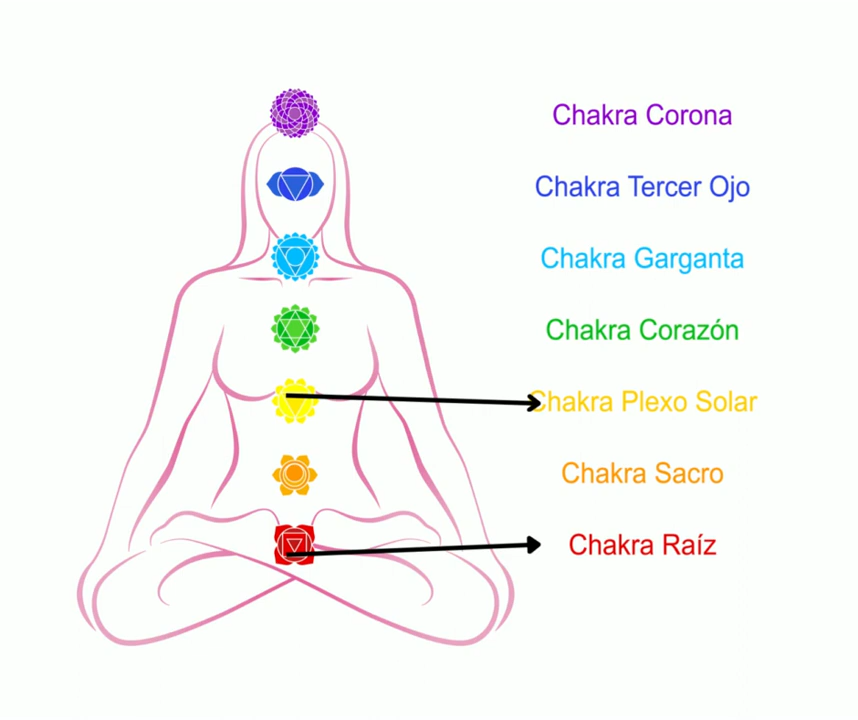 Chakra Corona
Chakra Tercer Ojo
Chakra Garganta
Chakra Corazón
Chakra Plexo Solar
Chakra Sacro
Chakra Raíz